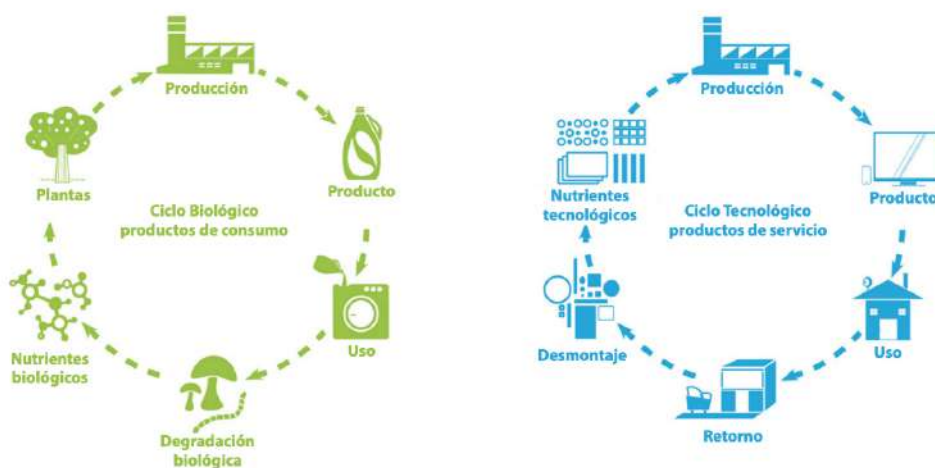 Producción
Plantas
Producto
Ciclo Biológico
productos de consumo
Nutrientes
biológicos
Uso
Degradación
biológica
Producción
Nutrientes
tecnológicos
Producto
Ciclo Tecnológico
productos de servicio
Desmontaje
Uso
Retorno